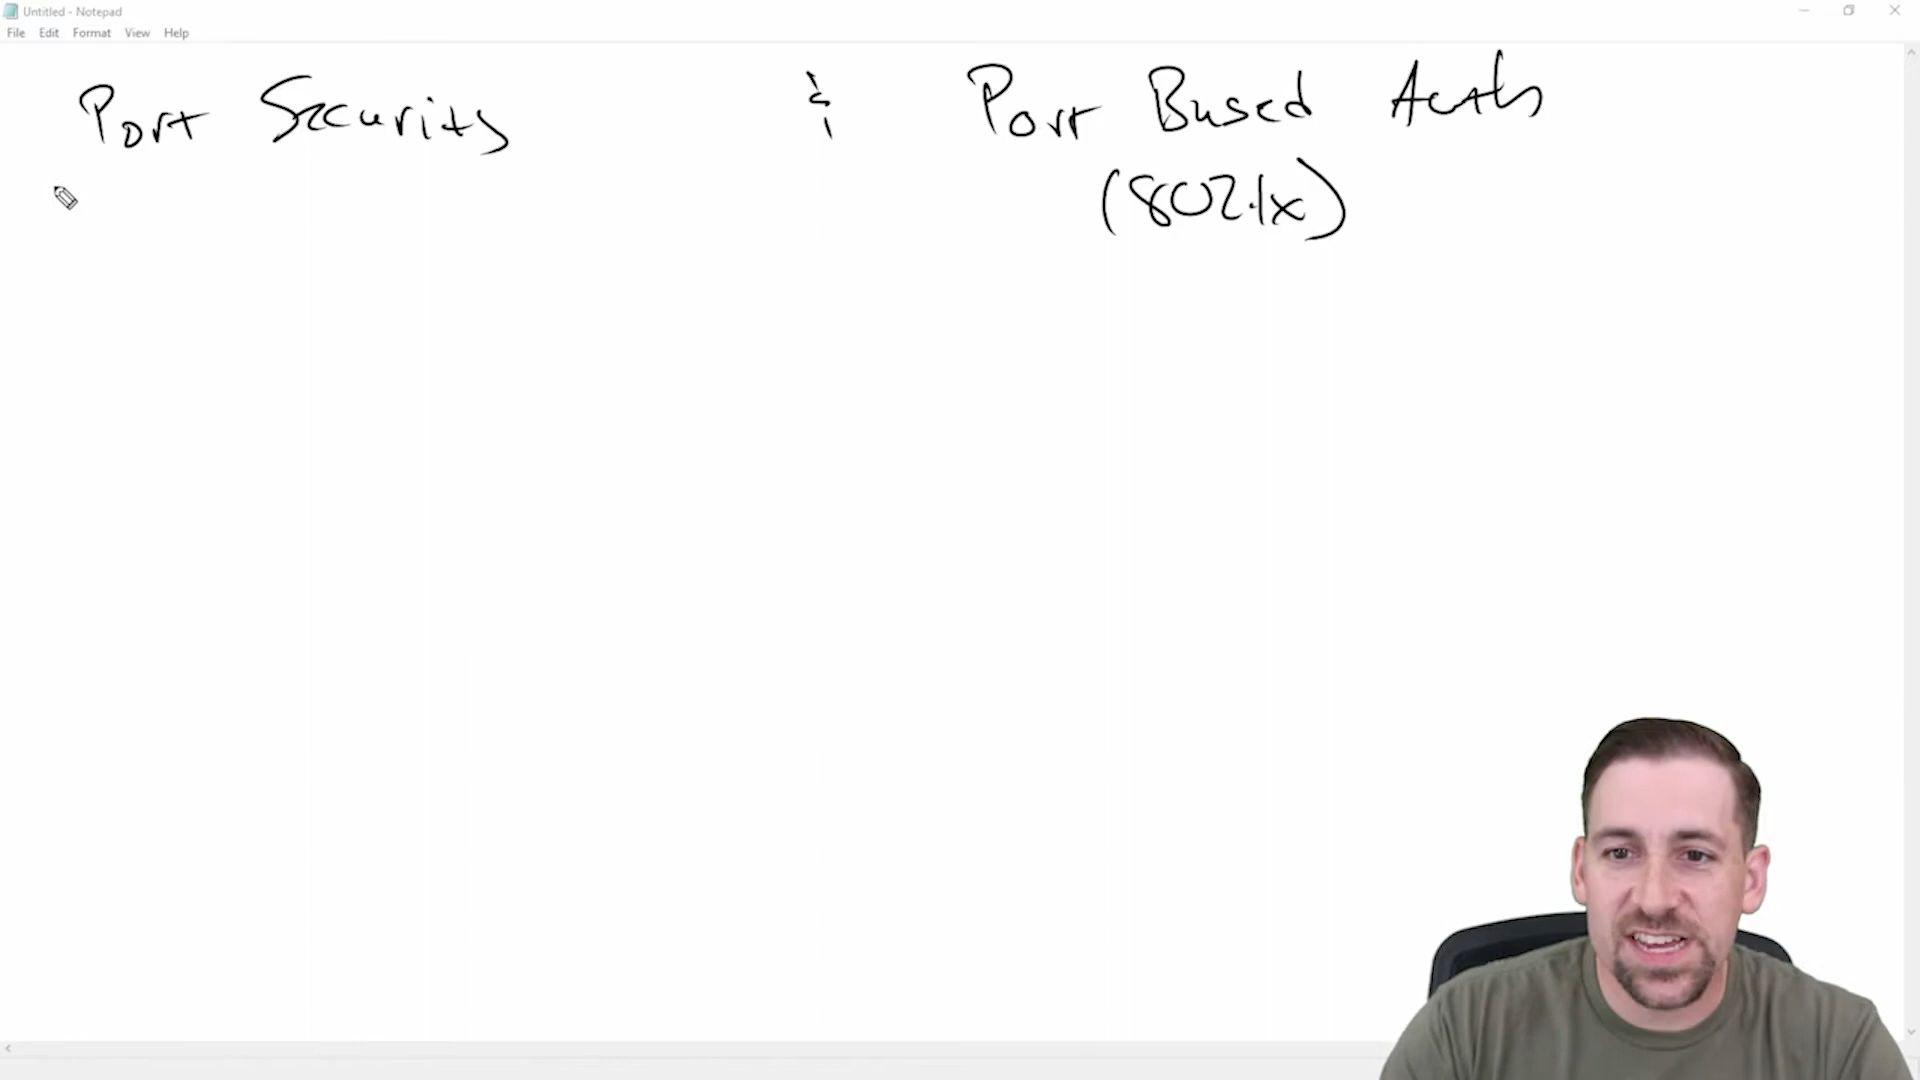 Untitled - Notepad
File Edit Format View Help
Port Security & Port Based Auth
(802.1x)